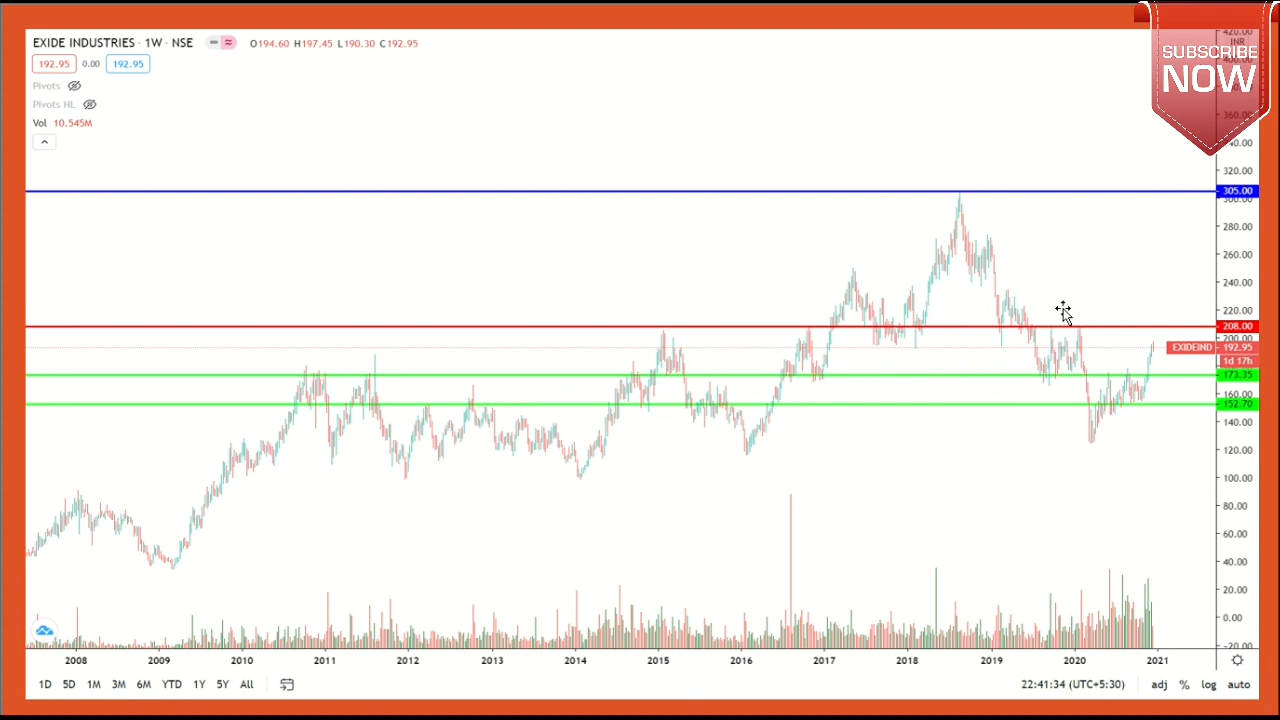 EXIDE INDUSTRIES · 1W · NSE O194.60 H197.45 L190.30 C192.95
192.95 0.00 192.95
Pivots
Pivots HL
Vol 10.545M
SUBSCRIBE
NOW
420.00
INR
360.00
340.00
320.00
305.00
300.00
280.00
260.00
240.00
220.00
208.00
200.00
EXIDEIND 192.95
1d 17h
173.35
160.00
152.70
140.00
120.00
100.00
80.00
60.00
40.00
20.00
0.00
-20.00
2008 2009 2010 2011 2012 2013 2014 2015 2016 2017 2018 2019 2020 2021
1D 5D 1M 3M 6M YTD 1Y 5Y All 22:41:34 (UTC+5:30) adj % log auto